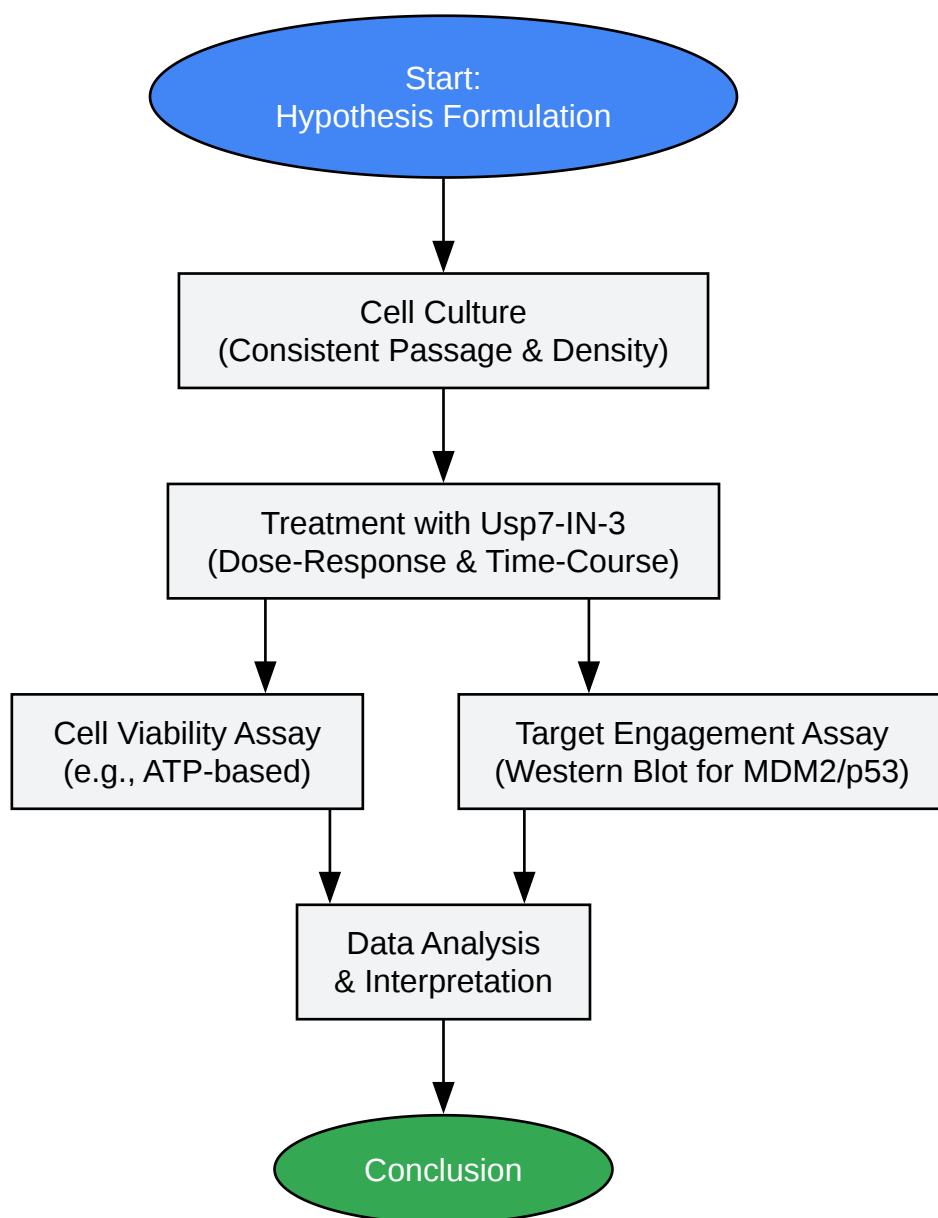 Start:
Hypothesis Formulation
Cell Culture
(Consistent Passage & Density)
Treatment with Usp7-IN-3
(Dose-Response & Time-Course)
Cell Viability Assay
(e.g., ATP-based)
Target Engagement Assay
(Western Blot for MDM2/p53)
Data Analysis
& Interpretation
Conclusion